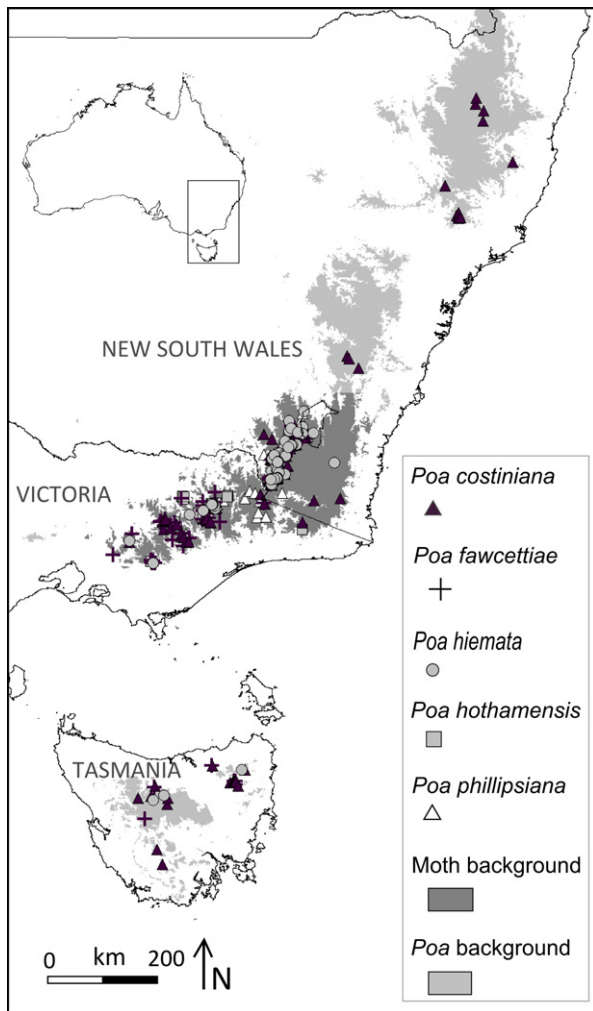 NEW SOUTH WALES
VICTORIA
TASMANIA
0 km 200
N
Poa costiniana
Poa fawcettiae
Poa hiemata
Poa hothamensis
Poa phillipsiana
Moth background
Poa background